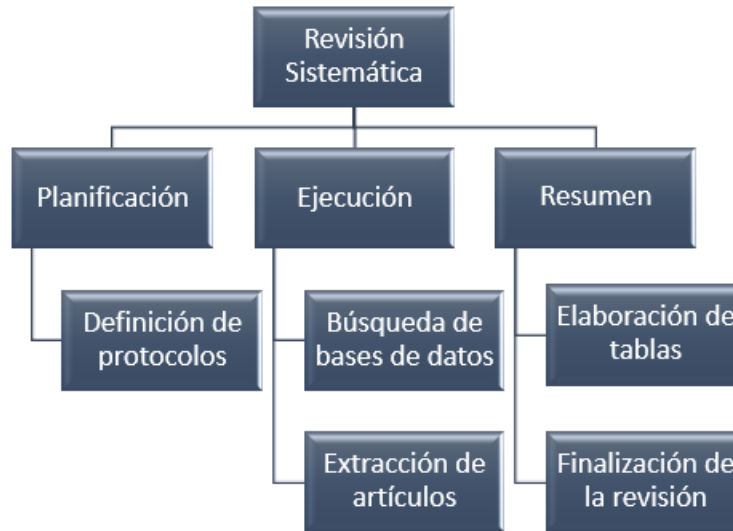 Revisión
Sistemática
Planificación
Ejecución
Resumen
Definición de
protocolos
Búsqueda de
bases de datos
Elaboración de
tablas
Extracción de
artículos
Finalización de
la revisión